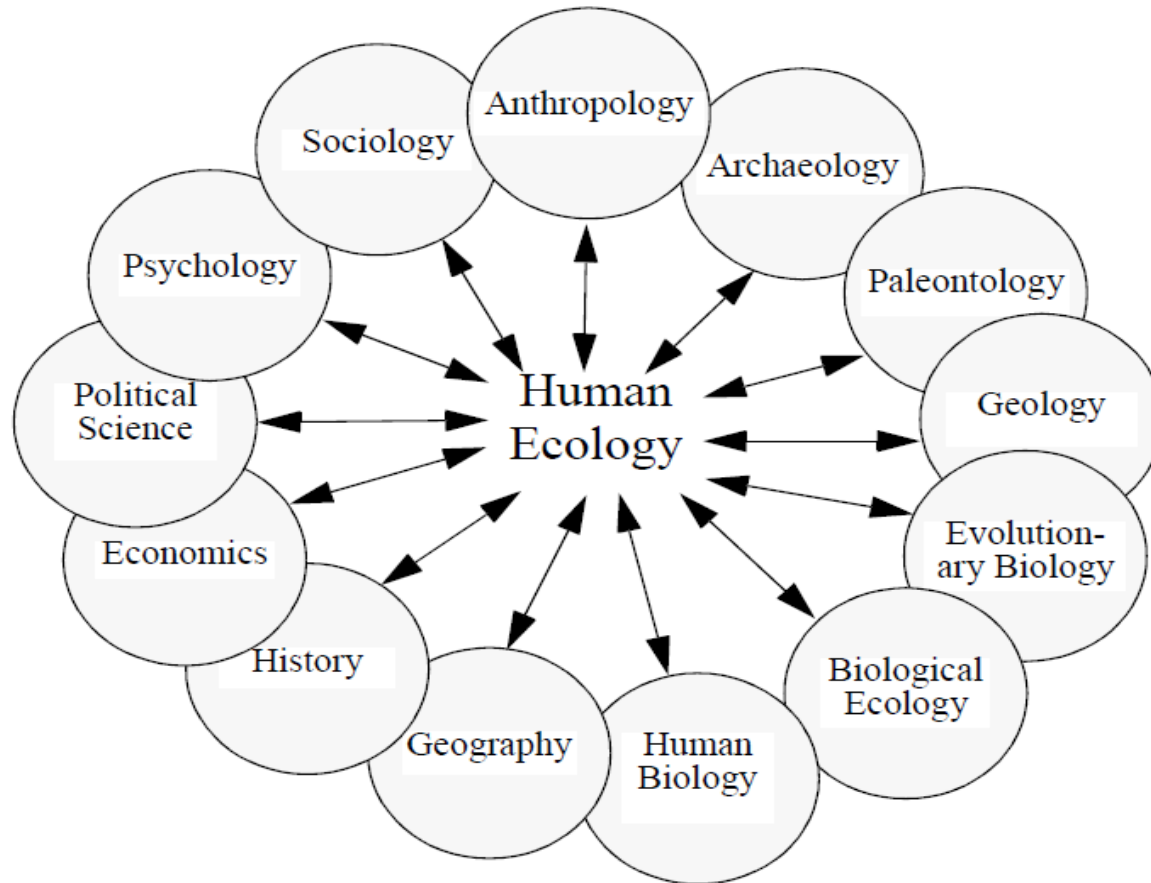 Anthropology
Sociology
Archaeology
Psychology
Paleontology
Political
Science
Human
Ecology
Geology
Economics
Evolution-
ary Biology
History
Biological
Ecology
Geography
Human
Biology